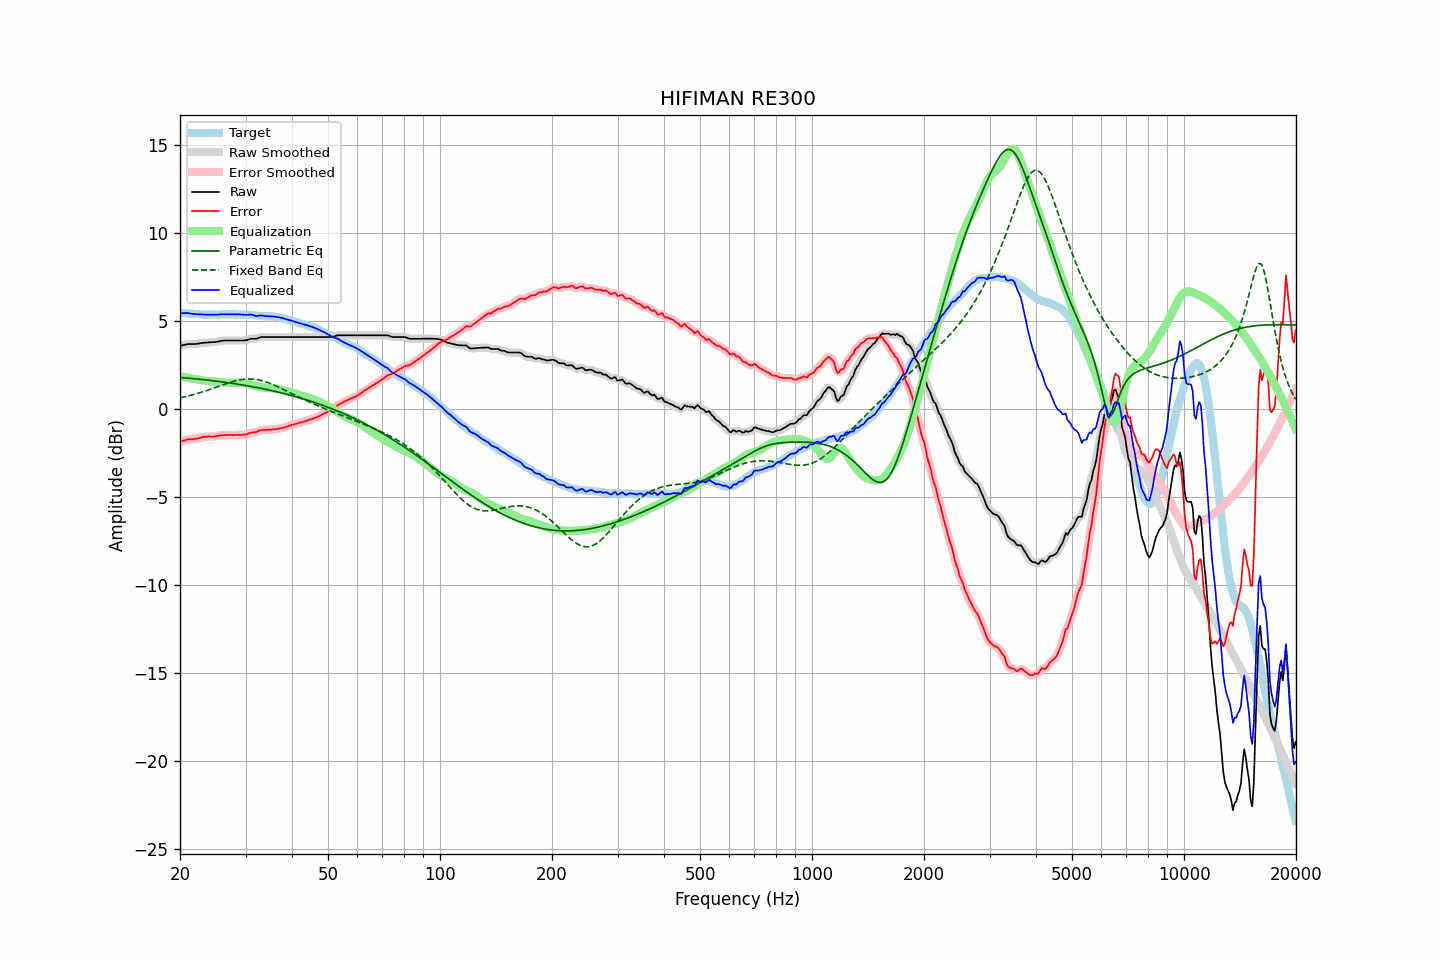 HIFIMAN RE300
Target
Raw Smoothed
Error Smoothed
Raw
Error
Equalization
Parametric Eq
Fixed Band Eq
Equalized
15
10
5
0
−5
−10
−15
−20
−25
Amplitude (dBr)
20 50 100 200 500 1000 2000 5000 10000 20000
Frequency (Hz)